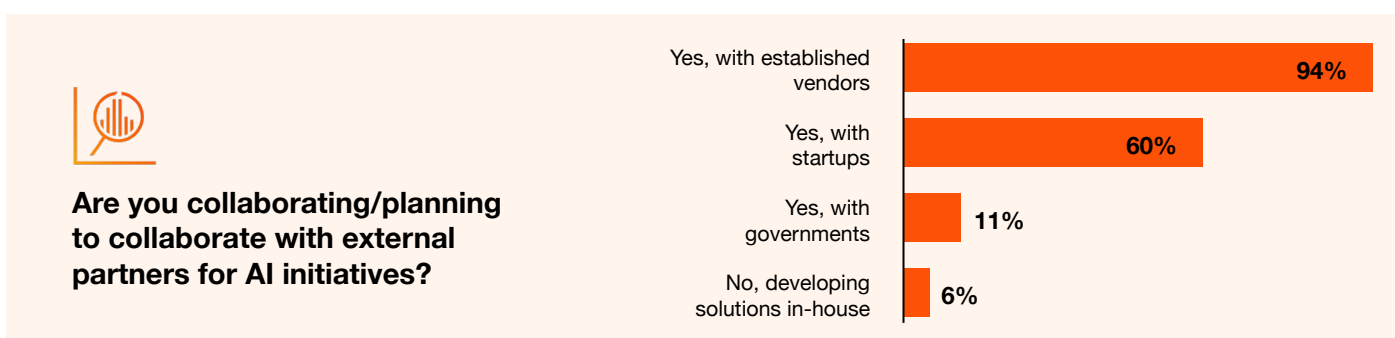 Are you collaborating/planning
to collaborate with external
partners for AI initiatives?
Yes, with established
vendors
94%
Yes, with
startups
60%
Yes, with
governments
11%
No, developing
solutions in-house
6%